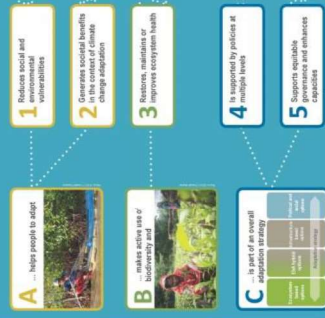 A ... helps people to adapt
1 Reduces social and
environmental
vulnerabilities
2 Generates societal benefits
in the context of climate
change adaptation
B ... makes active use of
biodiversity and
3 Restores, maintains or
improves ecosystem health
C ... is part of an overall
adaptation strategy
4 Is supported by policies at
multiple levels
5 Supports equitable
governance and enhances
capacities